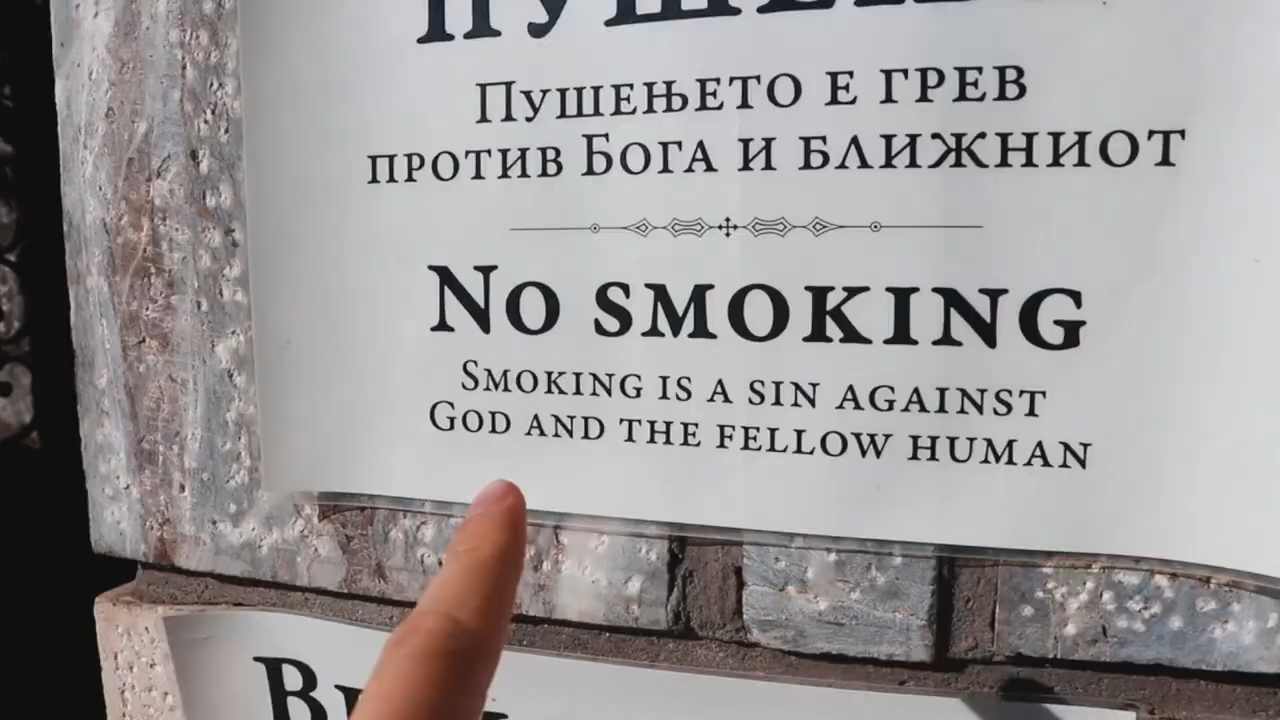 Пушењето е грев
против Бога и ближниот
No smoking
Smoking is a sin against
God and the fellow human